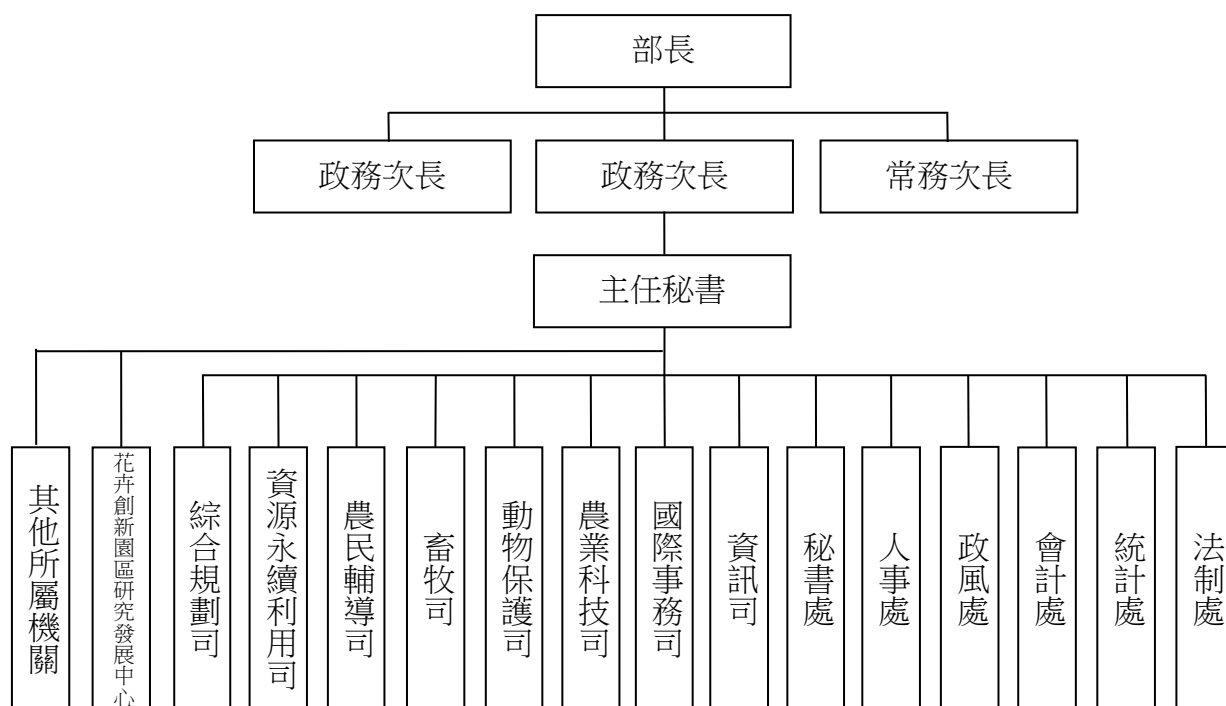 部長
政務次長
政務次長
常務次長
主任秘書
其他所屬機關
花卉創新園區研究發展中心
綜合規劃司
資源永續利用司
農民輔導司
畜牧司
動物保護司
農業科技司
國際事務司
資訊司
秘書處
人事處
政風處
會計處
統計處
法制處